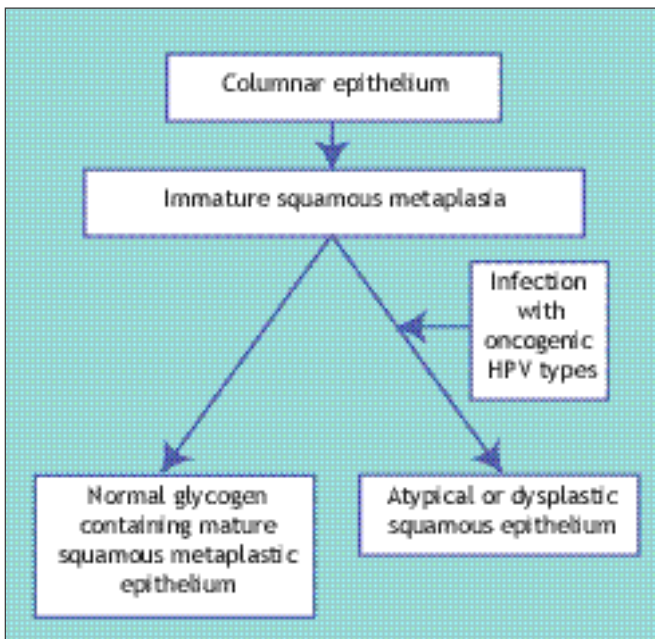 Columnar epithelium
Immature squamous metaplasia
Infection
with
oncogenic
HPV types
Normal glycogen
containing mature
squamous metaplastic
epithelium
Atypical or dysplastic
squamous epithelium